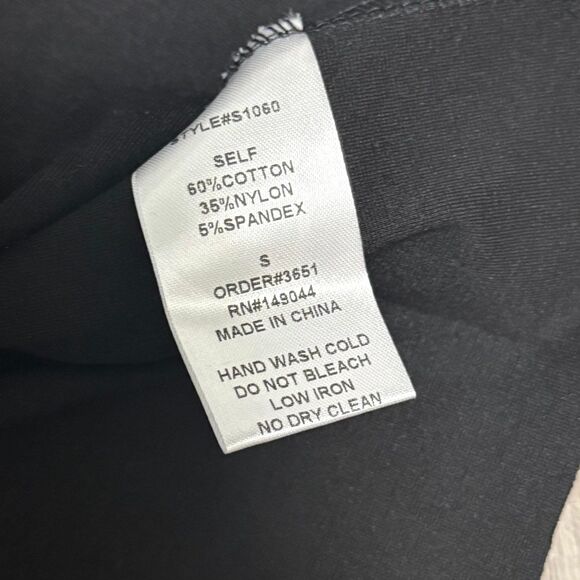 STYLE#S1060
SELF
60%COTTON
35%NYLON
5%SPANDEX
S
ORDER#3651
RN#149044
MADE IN CHINA
HAND WASH COLD
DO NOT BLEACH
LOW IRON
NO DRY CLEAN